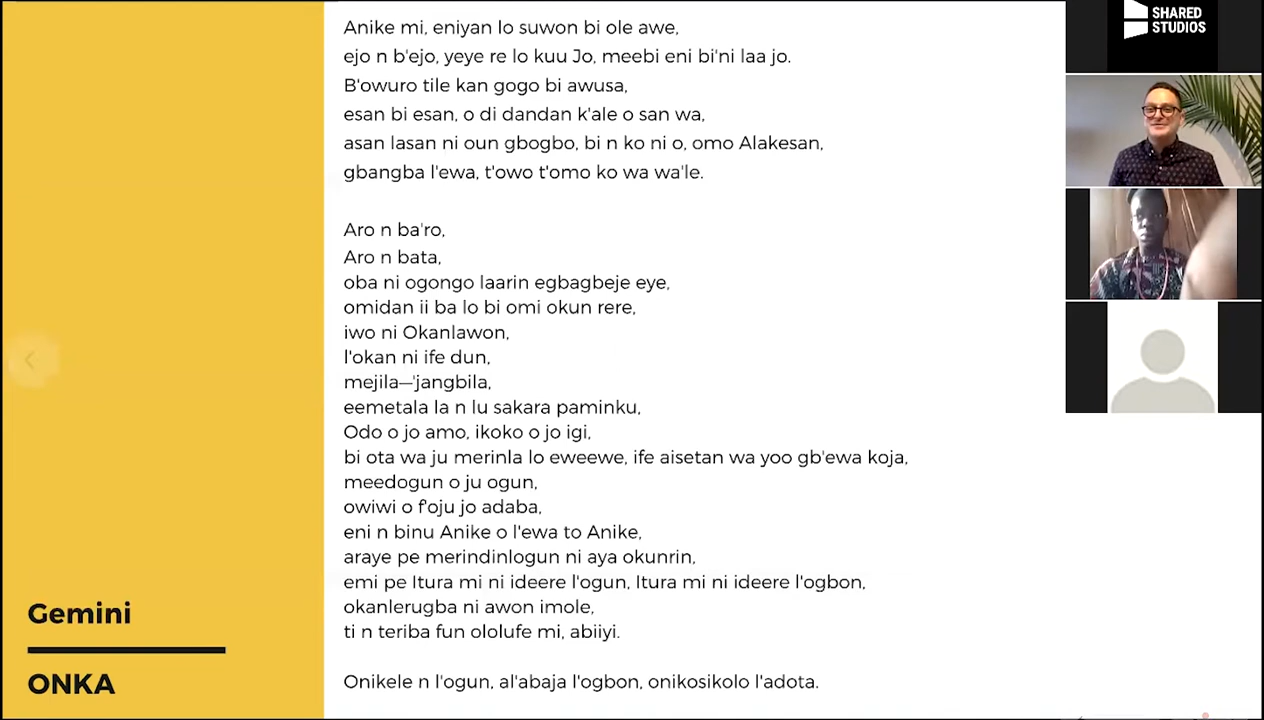 Anike mi, eniyan lo suwon bi ole awe,
ejo n b'ejo, yeye re lo kuu Jo, meebi eni bi'ni laa jo.
B'owuro tile kan gogo bi awusa,
esan bi esan, o di dandan k'ale o san wa,
asan lasan ni oun gbogbo, bi n ko ni o, omo Alakesan,
gbangba l'ewa, t'owo t'omo ko wa wa'le.
Aro n ba'ro,
Aro n bata,
oba ni ogongo laarin egbagbeje eye,
omidan ii ba lo bi omi okun rere,
iwo ni Okanlawon,
l'okan ni ife dun,
mejila—'jangbila,
eemetala la n lu sakara paminku,
Odo o jo amo, ikoko o jo igi,
bi ota wa ju merinla lo eweewe, ife aisetan wa yoo gb'ewa koja,
meedogun o ju ogun,
owiwi o f'oju jo adaba,
eni n binu Anike o l'ewa to Anike,
araye pe merindinlogun ni aya okunrin,
emi pe Itura mi ni ideere l'ogun, Itura mi ni ideere l'ogbon,
okanlerugba ni awon imole,
ti n teriba fun ololufe mi, abiiyi.
Onikele n l'ogun, al'abaja l'ogbon, onikosikolo l'adota.
Gemini
ONKA
SHARED
STUDIOS